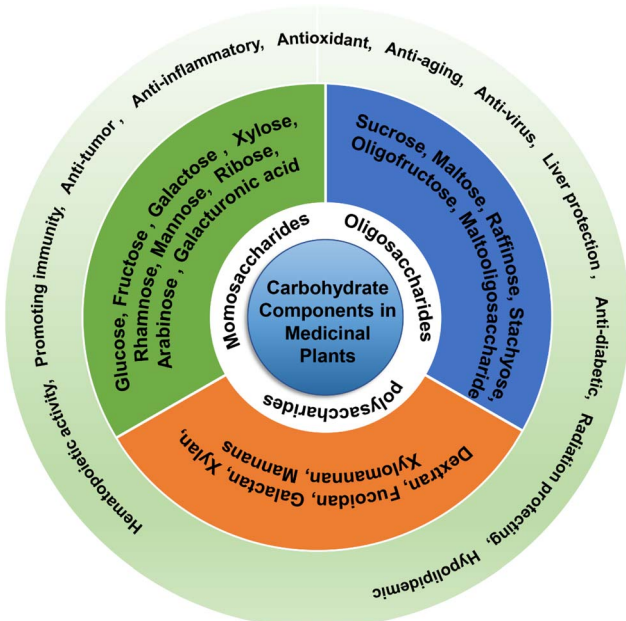 Hematopoietic activity, Promoting immunity, Anti-tumor , Anti-inflammatory, Antioxidant, Anti-aging, Anti-virus, Liver protection , Anti-diabetic, Radiation protecting, Hypolipidemic
Glucose, Fructose , Galactose , Xylose,
Rhamnose, Mannose , Ribose,
Arabinose , Galacturonic acid
Sucrose, Maltose, Raffinose, Stachyose,
Oligofructose, Maltooligosaccharide
Momosaccharides
Oligosaccharides
Carbohydrate
Components in
Medicinal
Plants
polysaccharides
Dextran, Fucoidan, Galactan, Xylan,
Xylomannan, Mannans